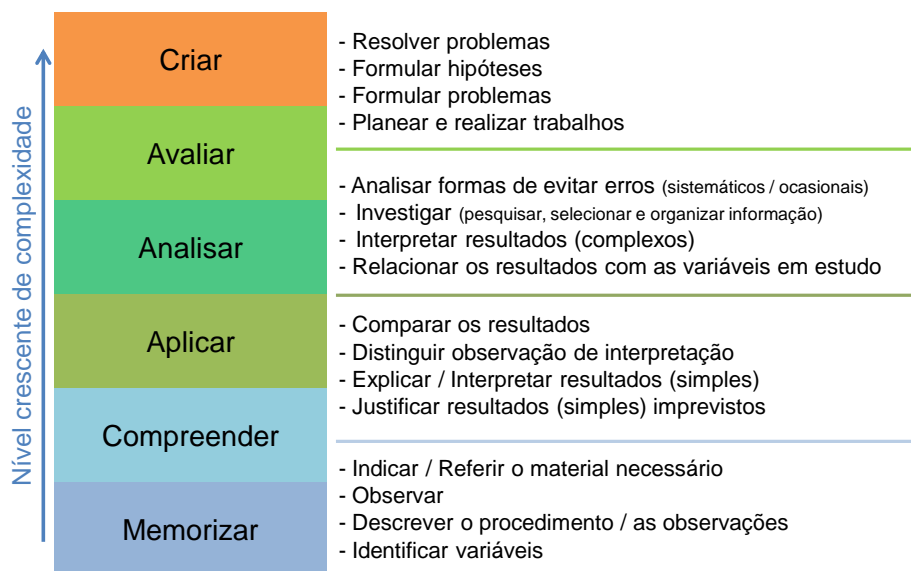 Nível crescente de complexidade
Criar
- Resolver problemas
- Formular hipóteses
- Formular problemas
- Planear e realizar trabalhos
Avaliar
- Analisar formas de evitar erros (sistemáticos / ocasionais)
- Investigar (pesquisar, selecionar e organizar informação)
Analisar
- Interpretar resultados (complexos)
- Relacionar os resultados com as variáveis em estudo
Aplicar
- Comparar os resultados
- Distinguir observação de interpretação
- Explicar / Interpretar resultados (simples)
- Justificar resultados (simples) imprevistos
Compreender
- Indicar / Referir o material necessário
- Observar
Memorizar
- Descrever o procedimento / as observações
- Identificar variáveis